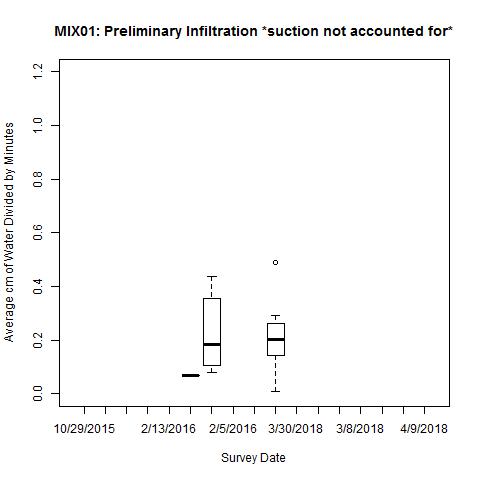 MIX01: Preliminary Infiltration *suction not accounted for*
Average cm of Water Divided by Minutes
1.2
1.0
0.8
0.6
0.4
0.2
0.0
10/29/2015 2/13/2016 2/5/2016 3/30/2018 3/8/2018 4/9/2018
Survey Date